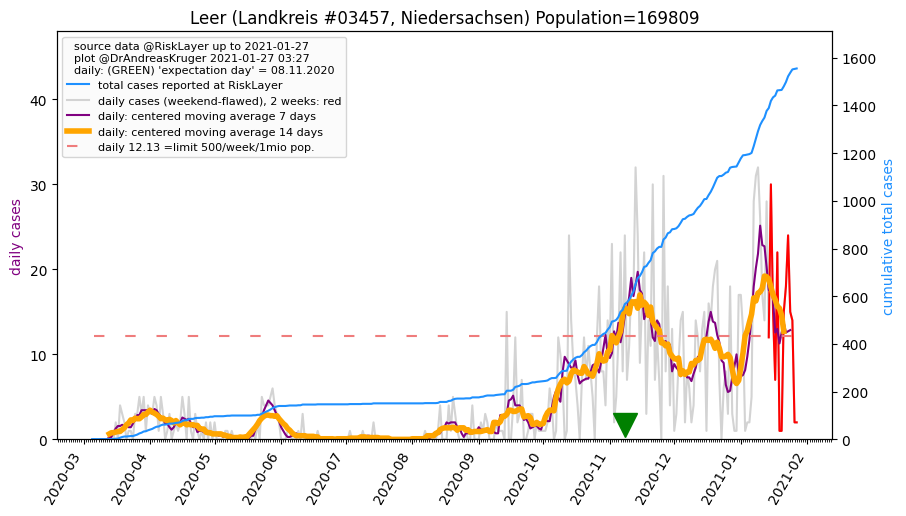 Leer (Landkreis #03457, Niedersachsen) Population=169809
source data @RiskLayer up to 2021-01-27
plot @DrAndreasKruger 2021-01-27 03:27
daily: (GREEN) 'expectation day' = 08.11.2020
total cases reported at RiskLayer
daily cases (weekend-flawed), 2 weeks: red
daily: centered moving average 7 days
daily: centered moving average 14 days
daily 12.13 =limit 500/week/1mio pop.
daily cases
40
30
20
10
0
cumulative total cases
1600
1400
1200
1000
800
600
400
200
0
2020-03
2020-04
2020-05
2020-06
2020-07
2020-08
2020-09
2020-10
2020-11
2020-12
2021-01
2021-02